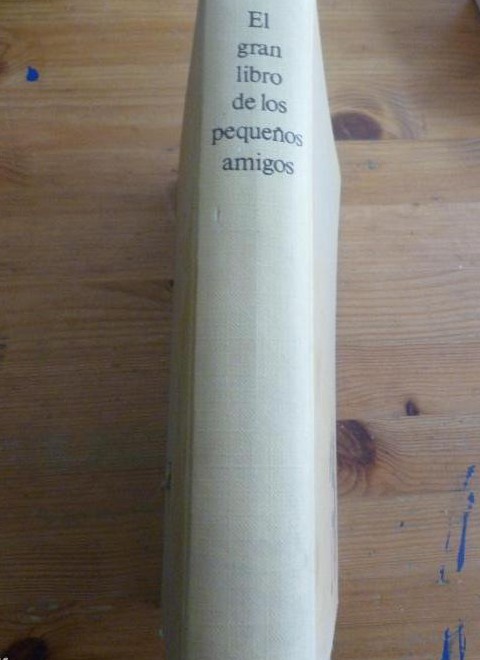 El
gran
libro
de los
pequeños
amigos